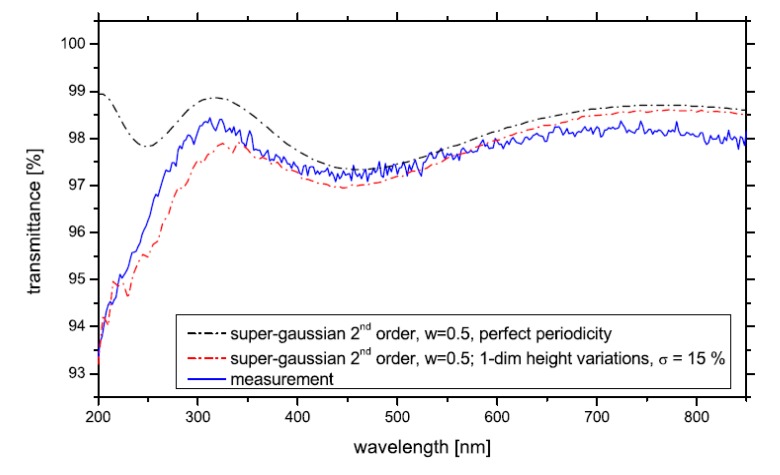 100
99
98
97
96
95
94
93
transmittance [%]
super-gaussian 2nd order, w=0.5, perfect periodicity
super-gaussian 2nd order, w=0.5; 1-dim height variations, σ = 15 %
measurement
200 300 400 500 600 700 800
wavelength [nm]